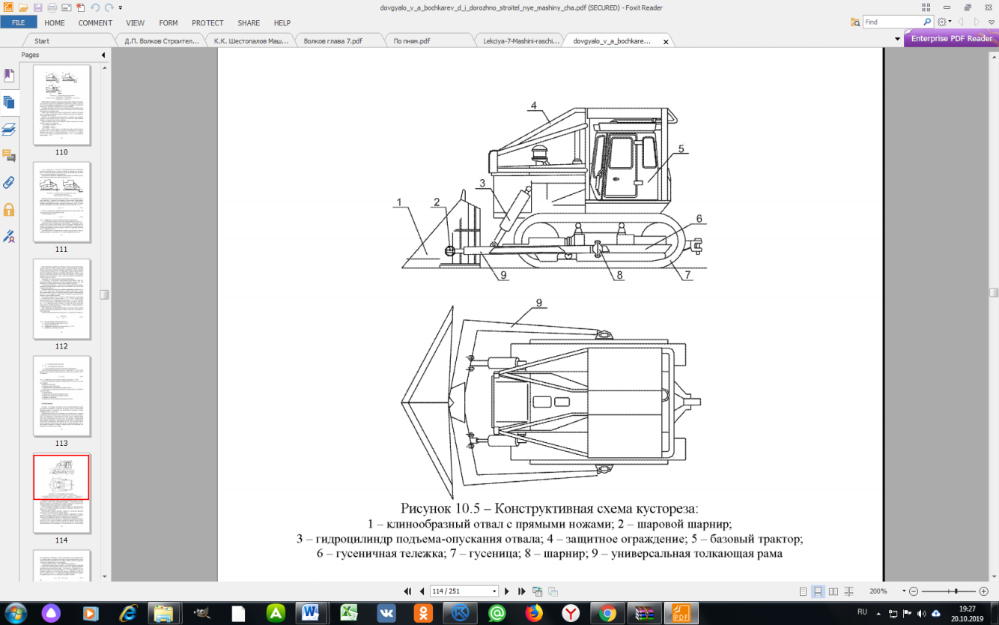 dovgyalo_v_a_bochkarev_d_i_dorozhno_stroitel_nye_mashiny_cha.pdf (SECURED) - Foxit Reader
FILE HOME COMMENT VIEW FORM PROTECT SHARE HELP
Find
Start Д.П. Волков Строител... К.К. Шестопалов Маш... Волков глава 7.pdf По пням.pdf Lekciya-7-Mashini-raschi... dovgyalo_v_a_bochkare...
Enterprise PDF Reader
Pages
110
111
112
113
114
4
5
3
1
2
6
9
8
7
9
Рисунок 10.5 – Конструктивная схема кустореза:
1 – клинообразный отвал с прямыми ножами; 2 – шаровой шарнир;
3 – гидроцилиндр подъема-опускания отвала; 4 – защитное ограждение; 5 – базовый трактор;
6 – гусеничная тележка; 7 – гусеница; 8 – шарнир; 9 – универсальная толкающая рама
114 / 251
200%
RU
19:27
20.10.2019